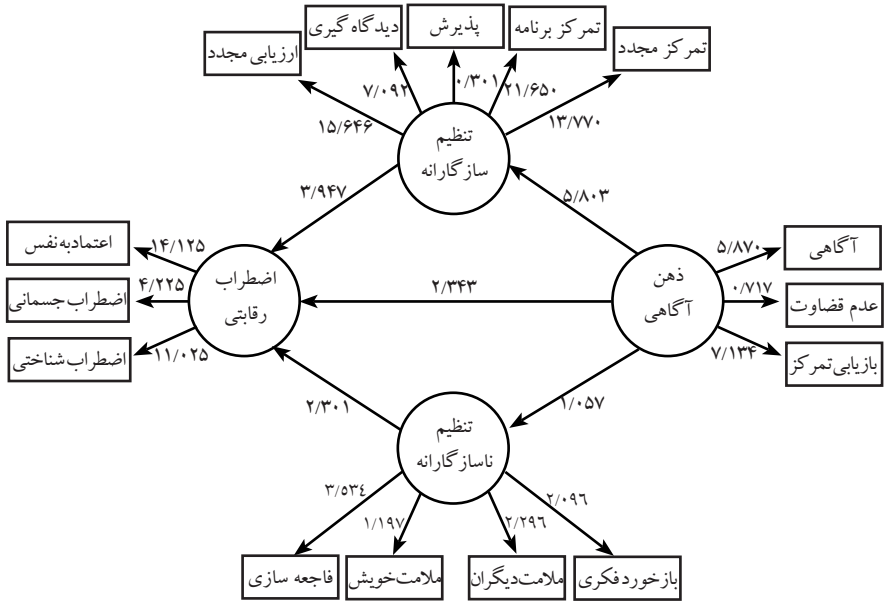 تمرکز مجدد
تمرکز برنامه
پذیرش
دیدگاه گیری
ارزیابی مجدد
۱۳/۷۷۰
۲۱/۶۵۰
۰/۳۰۱
۷/۰۹۲
۱۵/۶۴۶
تنظیم
سازگارانه
۵/۸۰۳
۳/۹۴۷
آگاهی
عدم قضاوت
بازیابی تمرکز
۵/۸۷۰
۰/۷۱۷
۷/۱۳۴
ذهن
آگاهی
۲/۳۴۳
اضطراب
رقابتی
۱۴/۱۲۵
۴/۲۲۵
۱۱/۰۲۵
اعتمادبه نفس
اضطراب جسمانی
اضطراب شناختی
۱/۰۵۷
۲/۳۰۱
تنظیم
ناسازگارانه
۲/۰۹٦
۲/۲۹٦
۱/۱۹۷
۳/۵۳٤
بازخورد فکری
ملامت دیگران
ملامت خویش
فاجعه سازی